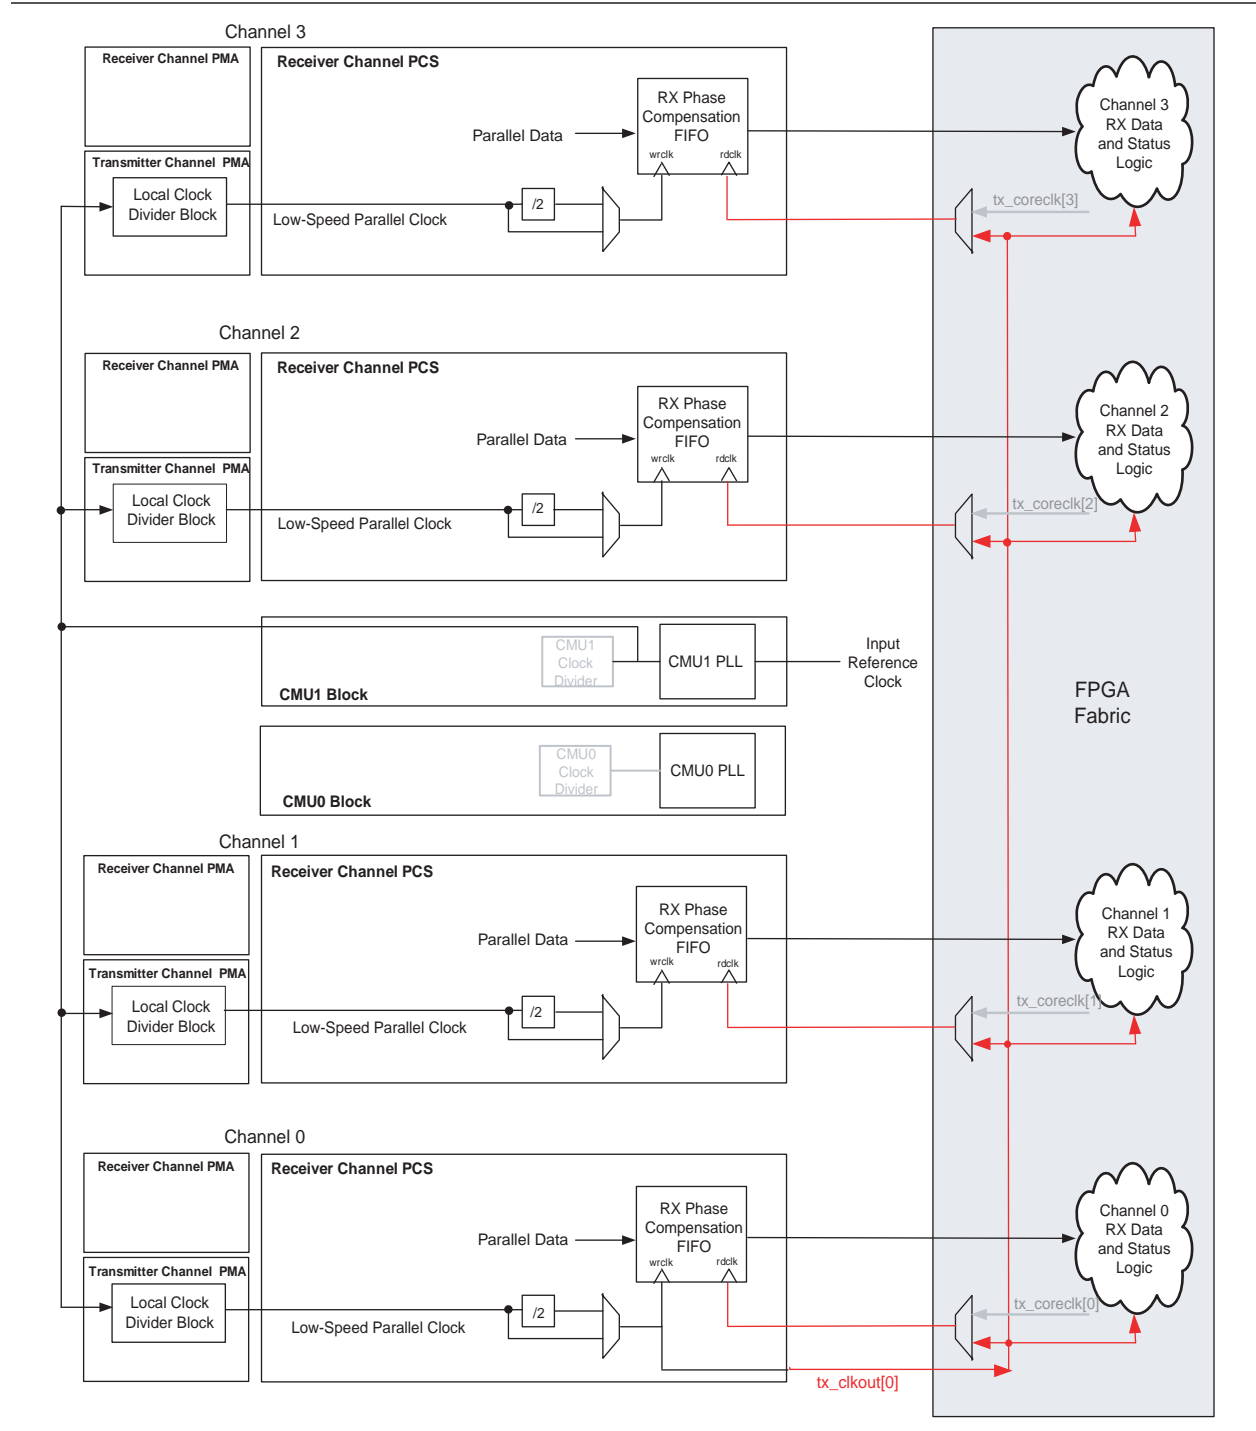 Channel 3
Receiver Channel PMA
Receiver Channel PCS
RX Phase
Compensation
FIFO
wrclk
rdclk
Parallel Data
Channel 3
RX Data
and Status
Logic
Transmitter Channel PMA
Local Clock
Divider Block
Low-Speed Parallel Clock
/2
tx_coreclk[3]
Channel 2
Receiver Channel PMA
Receiver Channel PCS
RX Phase
Compensation
FIFO
wrclk
rdclk
Parallel Data
Channel 2
RX Data
and Status
Logic
Transmitter Channel PMA
Local Clock
Divider Block
Low-Speed Parallel Clock
/2
tx_coreclk[2]
CMU1
Clock
Divider
CMU1 PLL
Input
Reference
Clock
CMU1 Block
FPGA
Fabric
CMU0
Clock
Divider
CMU0 PLL
CMU0 Block
Channel 1
Receiver Channel PMA
Receiver Channel PCS
RX Phase
Compensation
FIFO
wrclk
rdclk
Parallel Data
Channel 1
RX Data
and Status
Logic
Transmitter Channel PMA
Local Clock
Divider Block
Low-Speed Parallel Clock
/2
tx_coreclk[1]
Channel 0
Receiver Channel PMA
Receiver Channel PCS
RX Phase
Compensation
FIFO
wrclk
rdclk
Parallel Data
Channel 0
RX Data
and Status
Logic
Transmitter Channel PMA
Local Clock
Divider Block
Low-Speed Parallel Clock
/2
tx_coreclk[0]
tx_clkout[0]